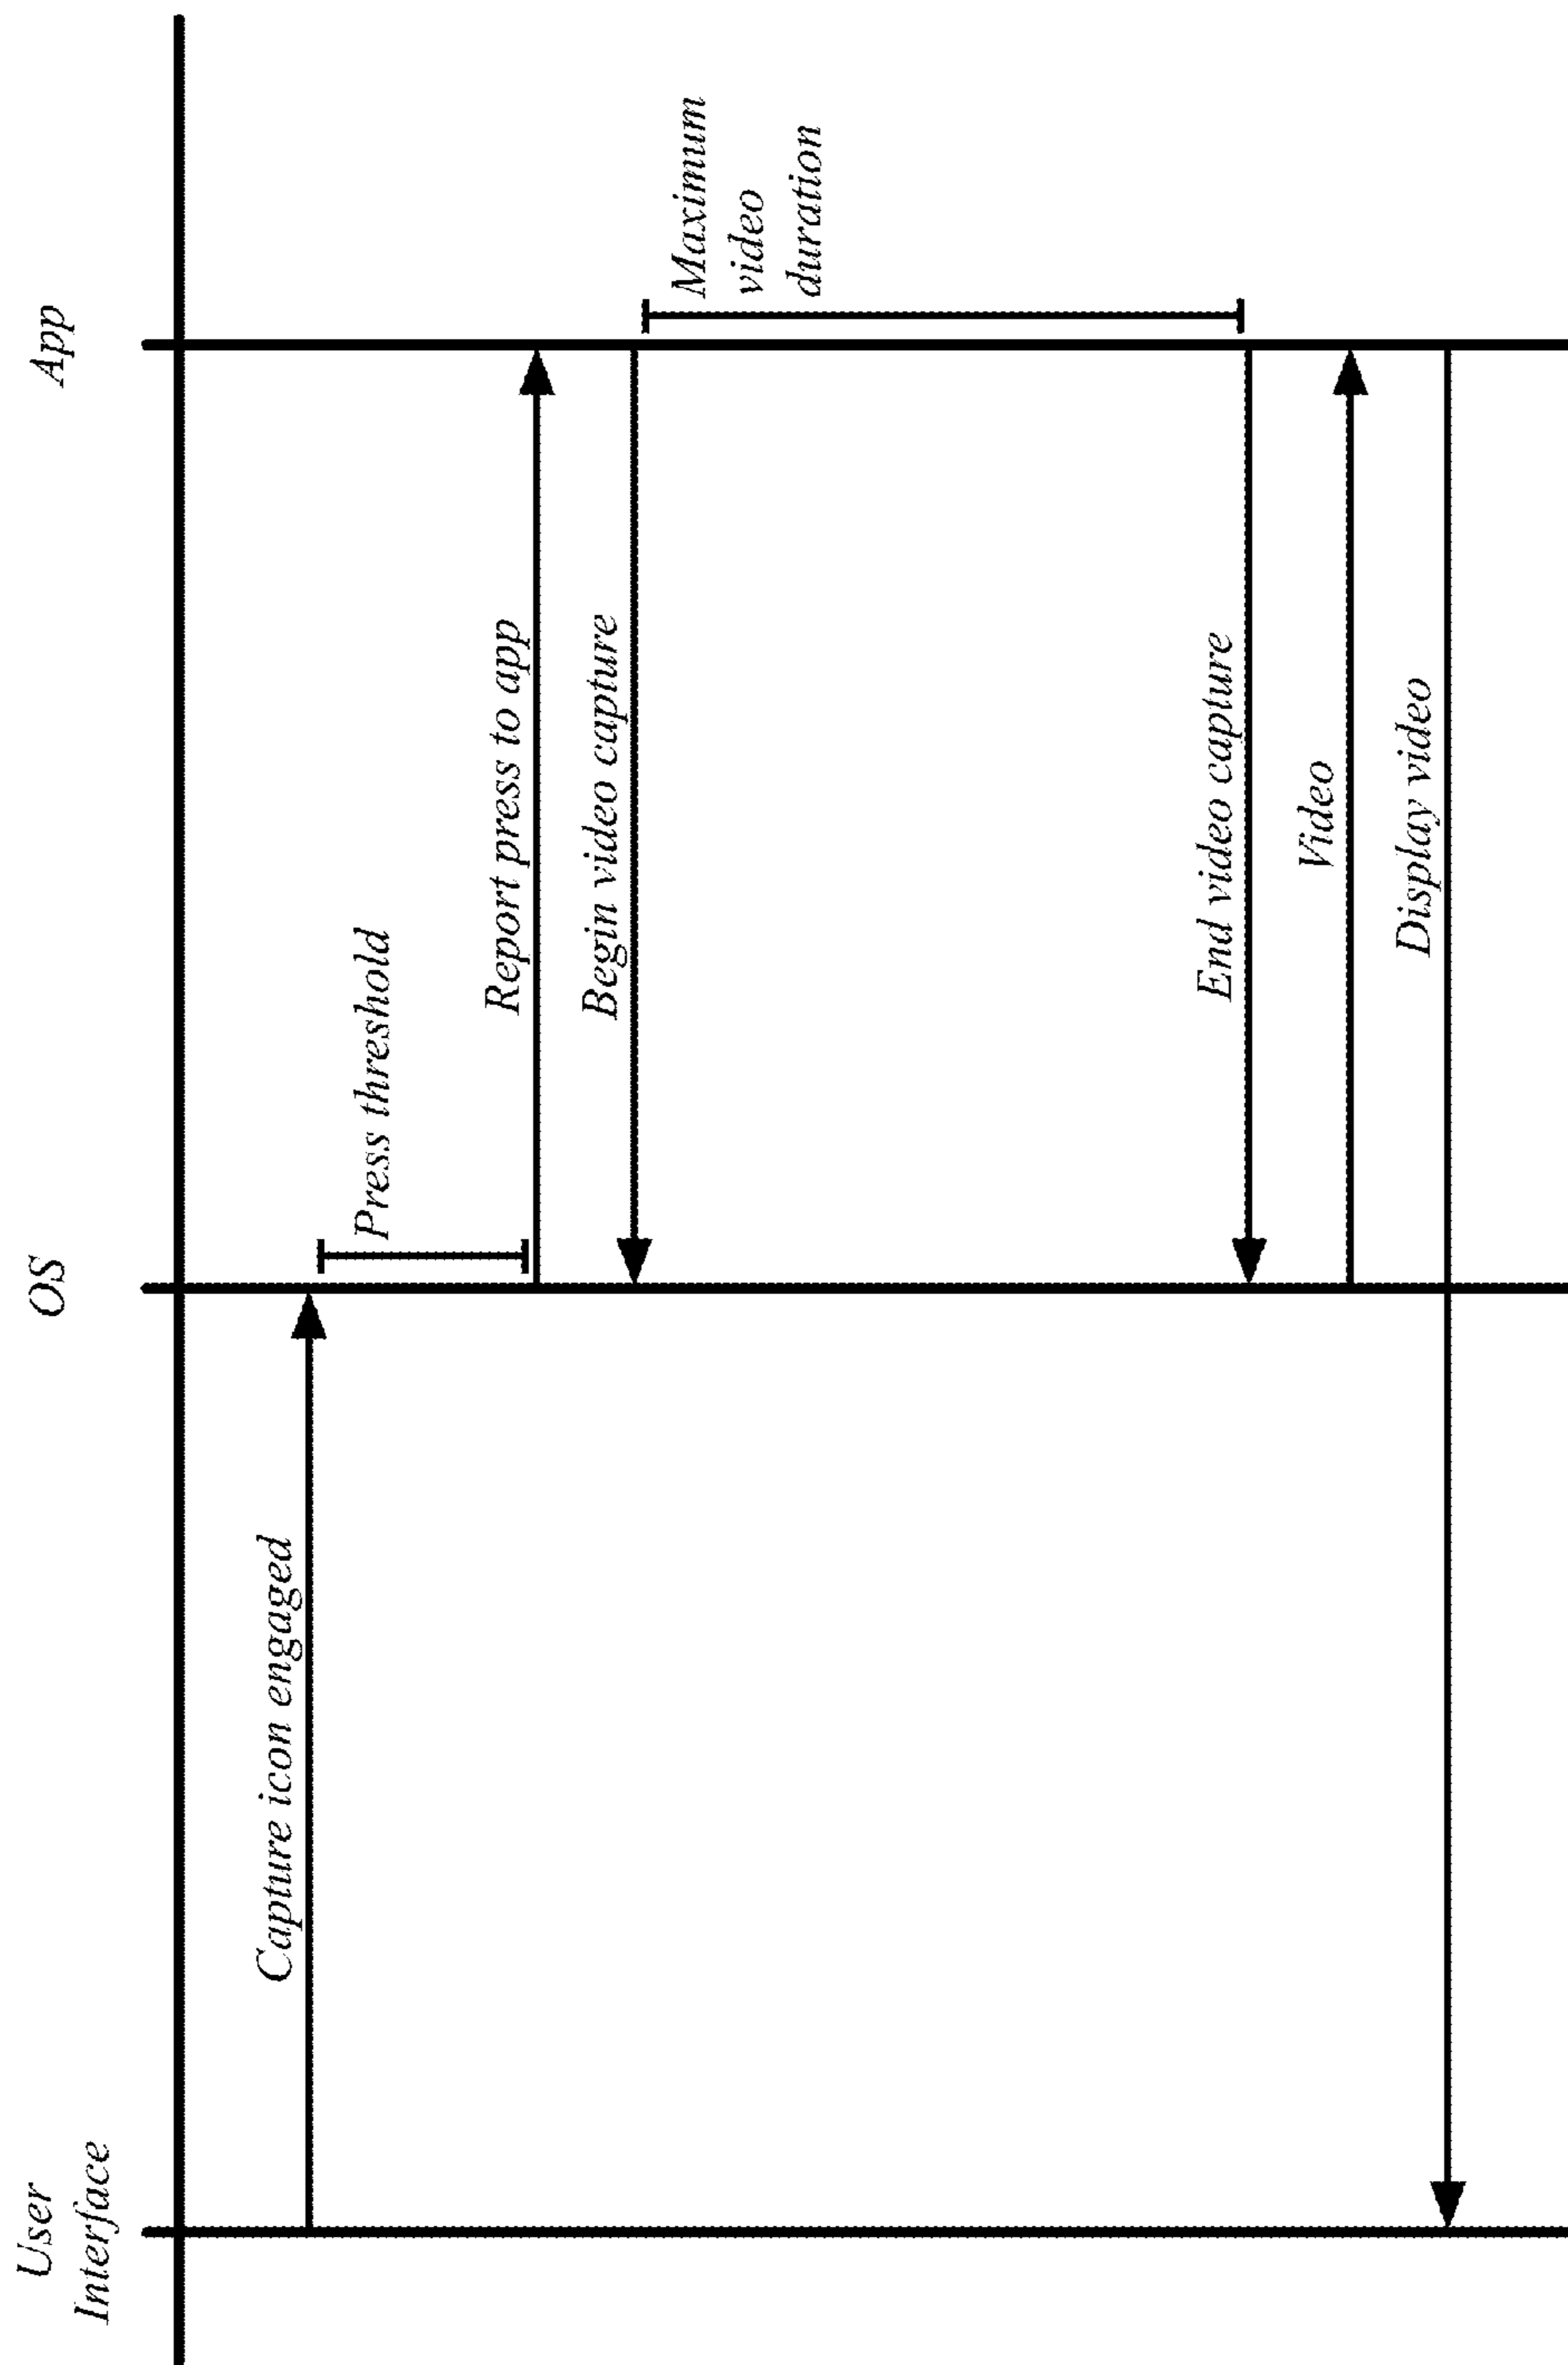 User
Interface
OS
App
Capture icon engaged
Press threshold
Report press to app
Begin video capture
Maximum
video
duration
End video capture
Video
Display video